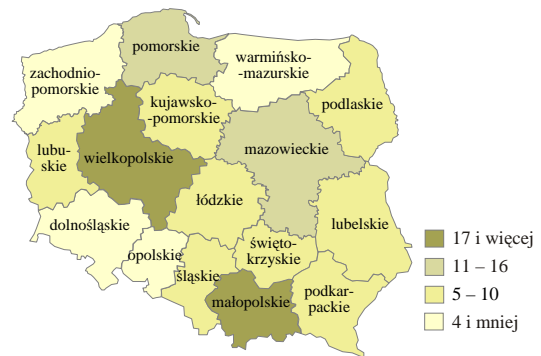 pomorskie
warmińsko-
-mazurskie
zachodnio-
pomorskie
kujawsko-
-pomorskie
podlaskie
lubu-
skie
wielkopolskie
mazowieckie
łódzkie
dolnośląskie
lubelskie
opolskie
śląskie
święto-
krzyskie
małopolskie
podkar-
packie
17 i więcej
11 – 16
5 – 10
4 i mniej